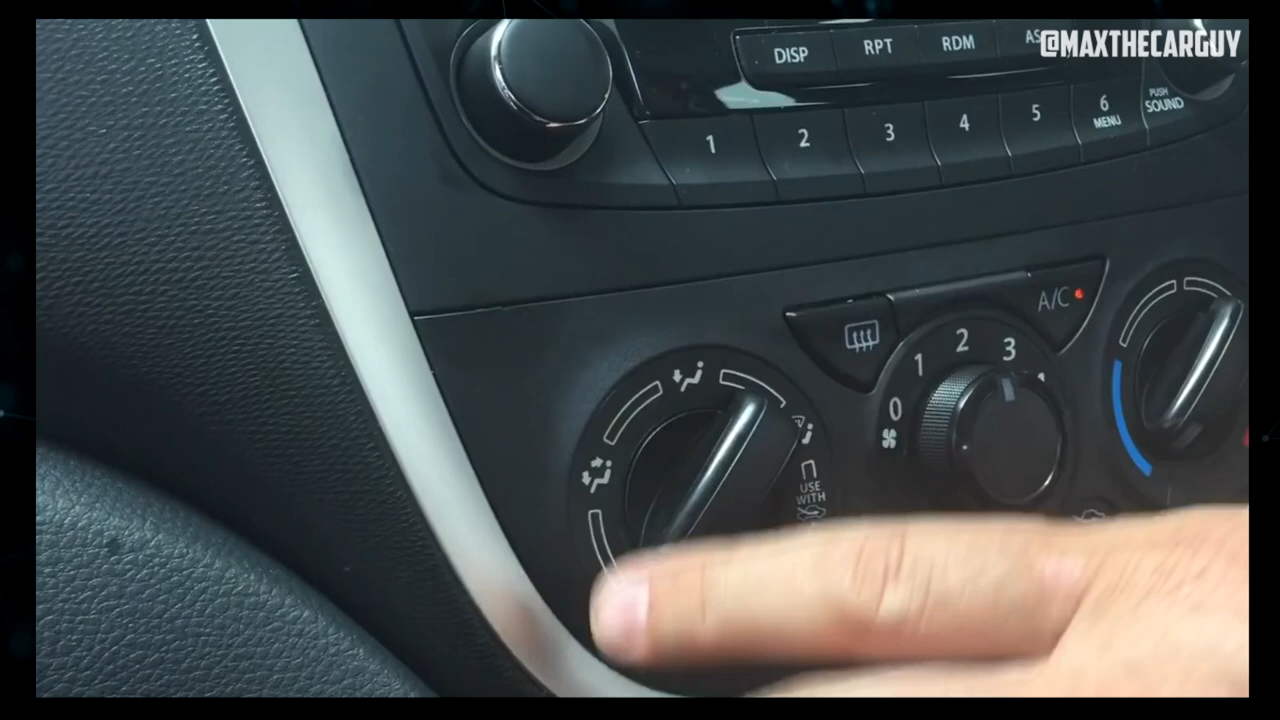 @MAXTHECARGUY
DISP
RPT
RDM
AS
1
2
3
4
5
6
MENU
PUSH
SOUND
A/C
1
2
3
0
USE
WITH